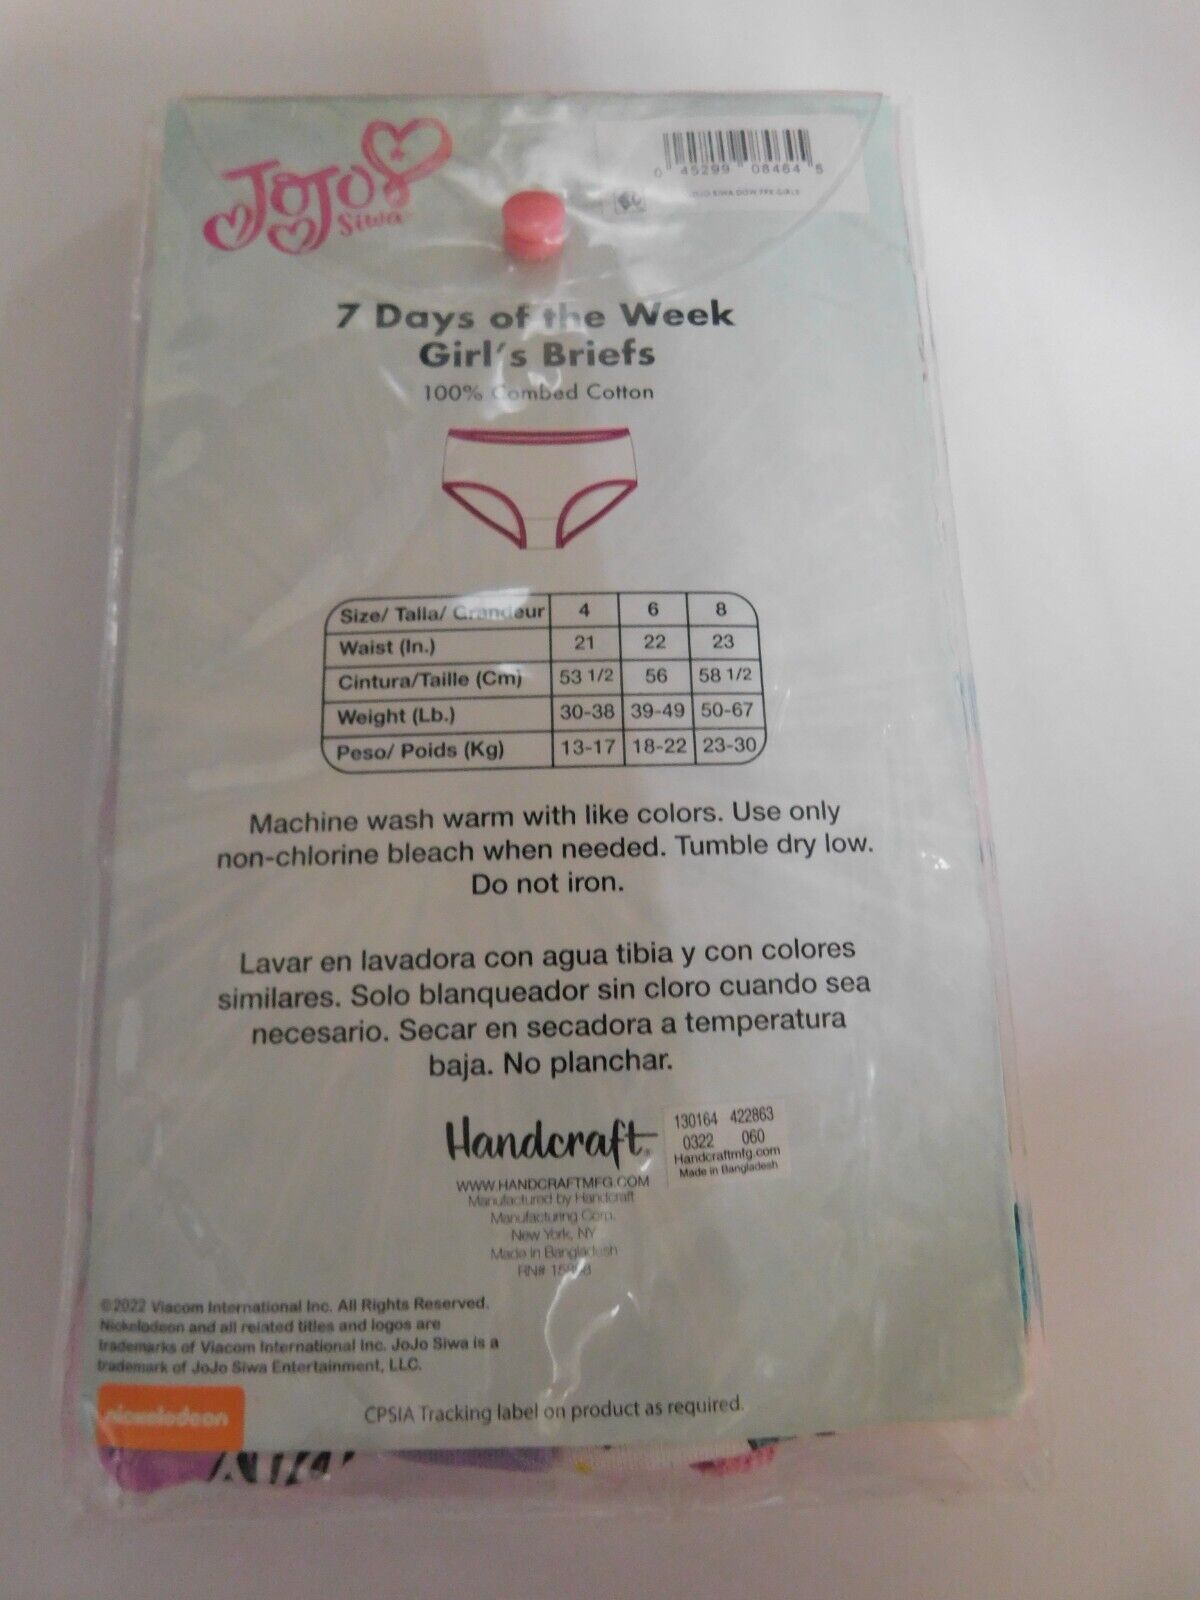 JoJo
Siwa
0 45299 08464 5
JOJO SIWA DOW 7PK GIRLS
7 Days of the Week
Girl's Briefs
100% Combed Cotton
Size/ Talla/ Grandeur 4 6 8
Waist (In.) 21 22 23
Cintura/Taille (Cm) 53 1/2 56 58 1/2
Weight (Lb.) 30-38 39-49 50-67
Peso/ Poids (Kg) 13-17 18-22 23-30
Machine wash warm with like colors. Use only
non-chlorine bleach when needed. Tumble dry low.
Do not iron.
Lavar en lavadora con agua tibia y con colores
similares. Solo blanqueador sin cloro cuando sea
necesario. Secar en secadora a temperatura
baja. No planchar.
Handcraft
130164 422863
0322 060
Handcraftmfg.com
Made in Bangladesh
WWW.HANDCRAFTMFG.COM
Manufactured by Handcraft
Manufacturing Corp.
New York, NY
Made in Bangladesh
RN#
©2022 Viacom International Inc. All Rights Reserved.
Nickelodeon and all related titles and logos are
trademarks of Viacom International Inc. JoJo Siwa is a
trademark of JoJo Siwa Entertainment, LLC.
nickelodeon
CPSIA Tracking label on product as required.